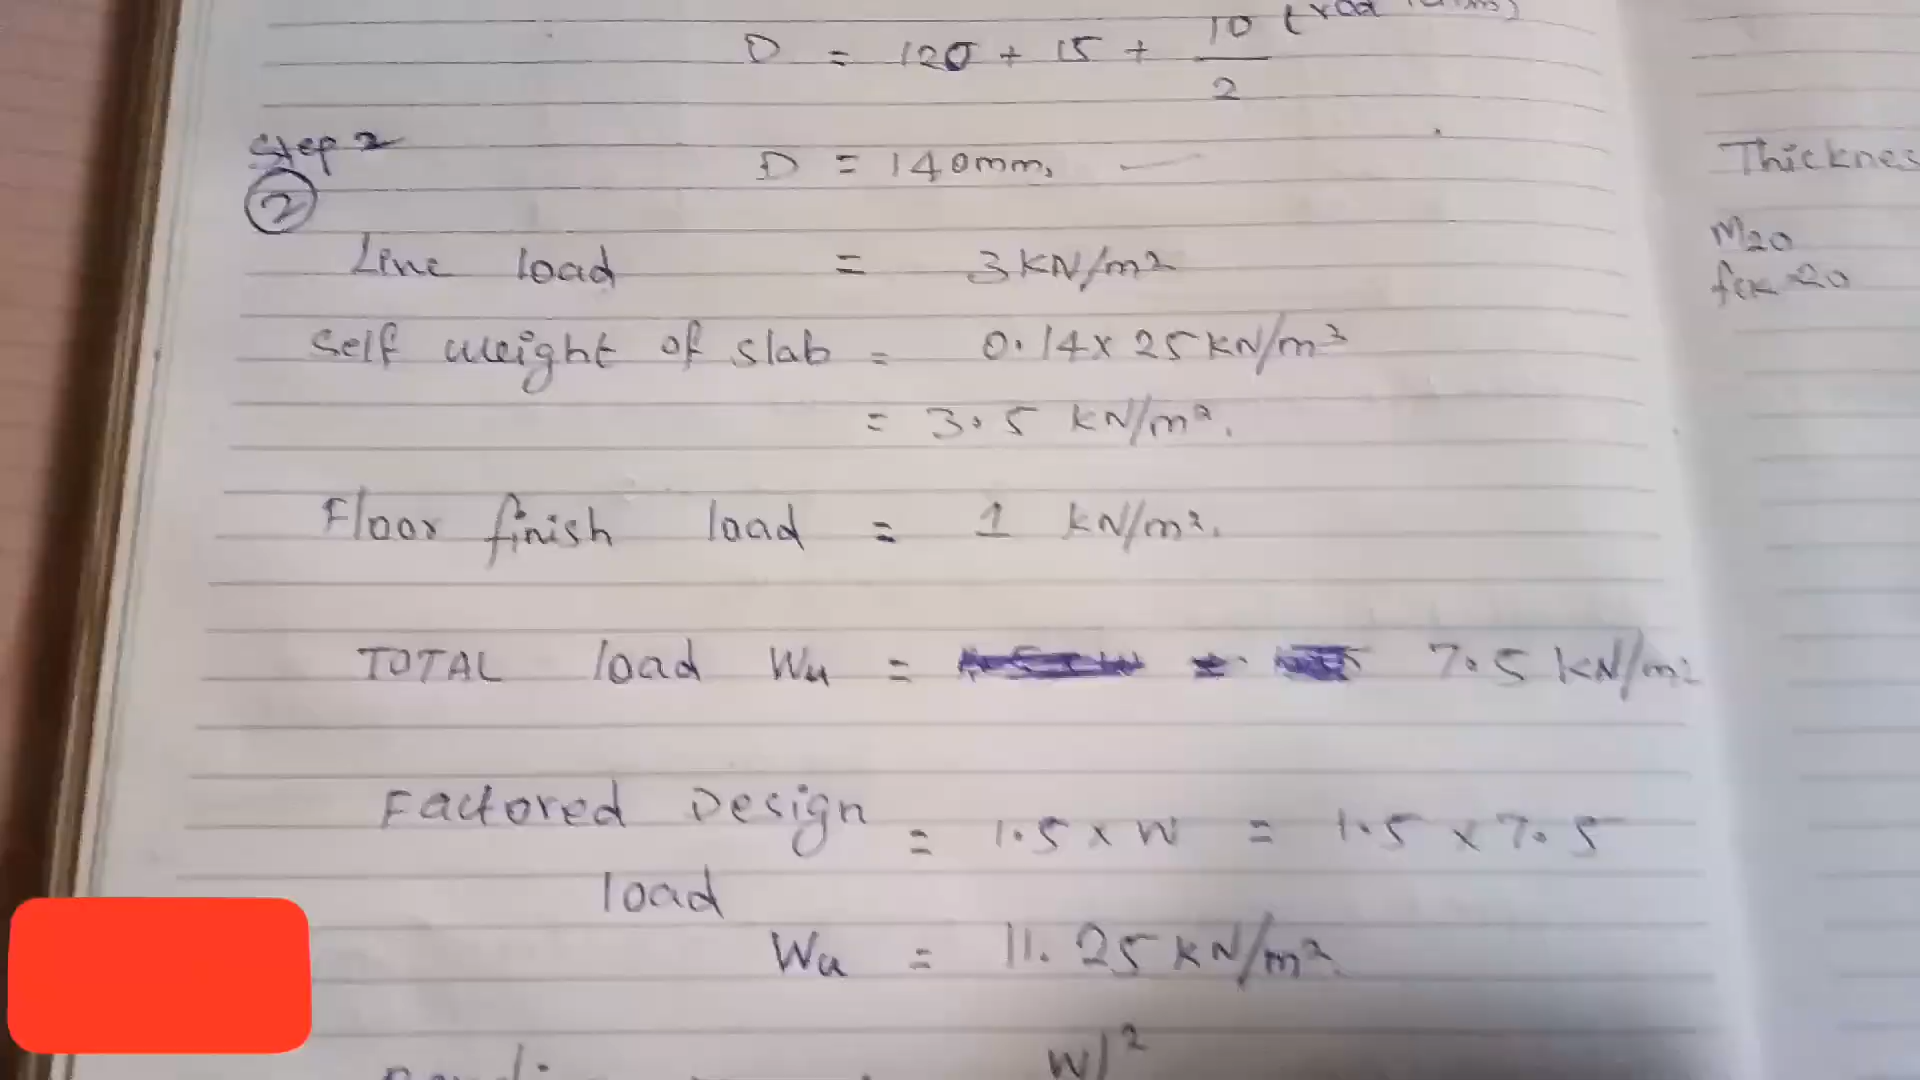 10
D = 120 + 15 + 10/2
Step 2
D = 140mm,
②
Line load = 3 KN/m2
Self weight of slab = 0.14 x 25 KN/m3
= 3.5 KN/m2.
Floor finish load = 1 KN/m2.
TOTAL load Wu = 7.5 KN/m2
Factored Design load = 1.5 x W = 1.5 x 7.5
Wu = 11.25 KN/m2.
Wl2
Thicknes
M20
fck 20